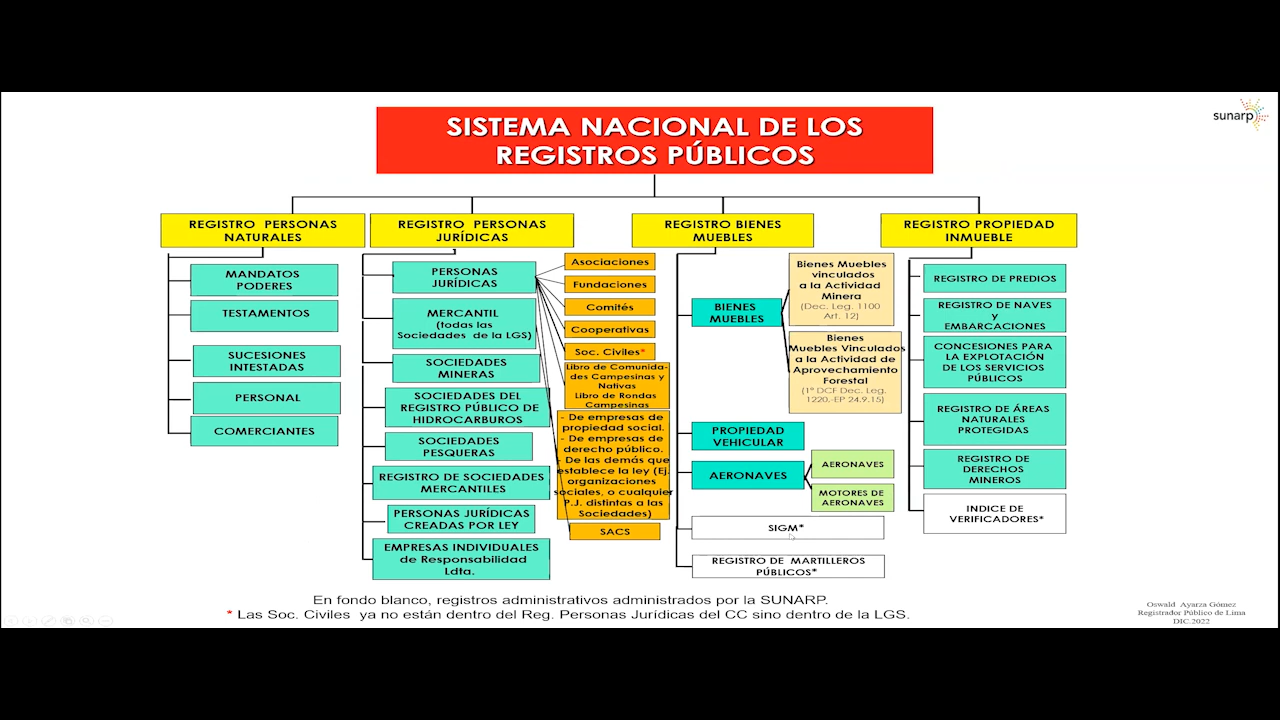 SISTEMA NACIONAL DE LOS
REGISTROS PÚBLICOS
sunarp
REGISTRO PERSONAS
NATURALES
MANDATOS
PODERES
TESTAMENTOS
SUCESIONES
INTESTADAS
PERSONAL
COMERCIANTES
REGISTRO PERSONAS
JURÍDICAS
PERSONAS
JURÍDICAS
MERCANTIL
(todas las
Sociedades de la LGS)
SOCIEDADES
MINERAS
SOCIEDADES DEL
REGISTRO PÚBLICO DE
HIDROCARBUROS
SOCIEDADES
PESQUERAS
REGISTRO DE SOCIEDADES
MERCANTILES
PERSONAS JURÍDICAS
CREADAS POR LEY
EMPRESAS INDIVIDUALES
de Responsabilidad
Ldta.
Asociaciones
Fundaciones
Comités
Cooperativas
Soc. Civiles*
Libro de Comunida-
des Campesinas y
Nativas
Libro de Rondas
Campesinas
- De empresas de
propiedad social.
- De empresas de
derecho público.
- De las demás que
establece la ley (Ej.
organizaciones
sociales, o cualquier
P.J. distintas a las
Sociedades)
SACS
REGISTRO BIENES
MUEBLES
BIENES
MUEBLES
Bienes Muebles
vinculados
a la Actividad
Minera
(Dec. Leg. 1100
Art. 12)
Bienes
Muebles Vinculados
a la Actividad de
Aprovechamiento
Forestal
(1° DCF Dec. Leg.
1220.-EP 24.9.15)
PROPIEDAD
VEHICULAR
AERONAVES
AERONAVES
MOTORES DE
AERONAVES
SIGM*
REGISTRO DE MARTILLEROS
PÚBLICOS*
REGISTRO PROPIEDAD
INMUEBLE
REGISTRO DE PREDIOS
REGISTRO DE NAVES
y
EMBARCACIONES
CONCESIONES PARA
LA EXPLOTACIÓN
DE LOS SERVICIOS
PÚBLICOS
REGISTRO DE ÁREAS
NATURALES
PROTEGIDAS
REGISTRO DE
DERECHOS
MINEROS
INDICE DE
VERIFICADORES*
En fondo blanco, registros administrativos administrados por la SUNARP.
* Las Soc. Civiles ya no están dentro del Reg. Personas Jurídicas del CC sino dentro de la LGS.
Oswald Ayarza Gómez
Registrador Público de Lima
DIC.2022